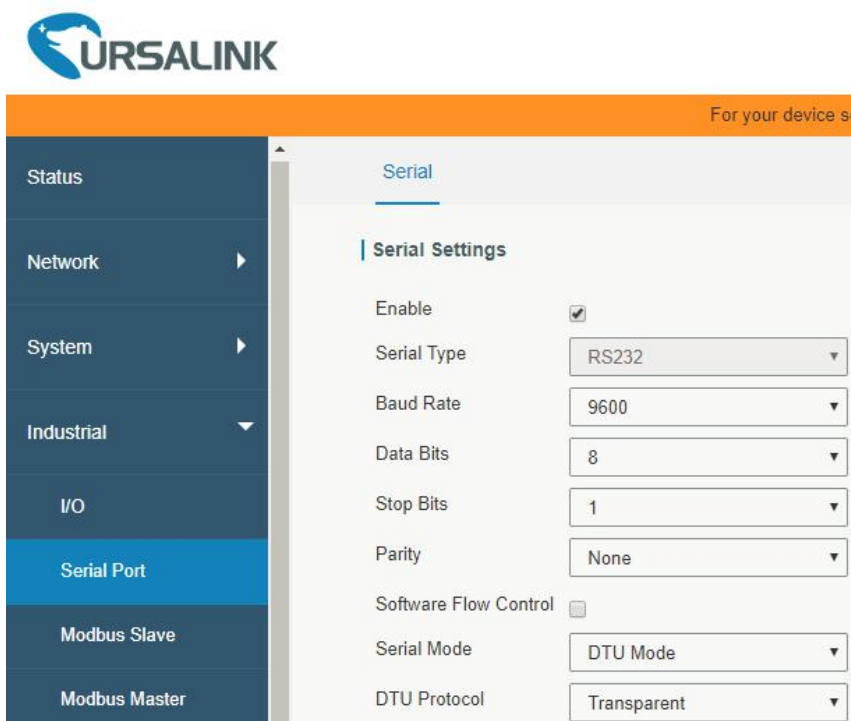 URSALINK
For your device s
Status
Network
System
Industrial
I/O
Serial Port
Modbus Slave
Modbus Master
Serial
Serial Settings
Enable
Serial Type RS232
Baud Rate 9600
Data Bits 8
Stop Bits 1
Parity None
Software Flow Control
Serial Mode DTU Mode
DTU Protocol Transparent